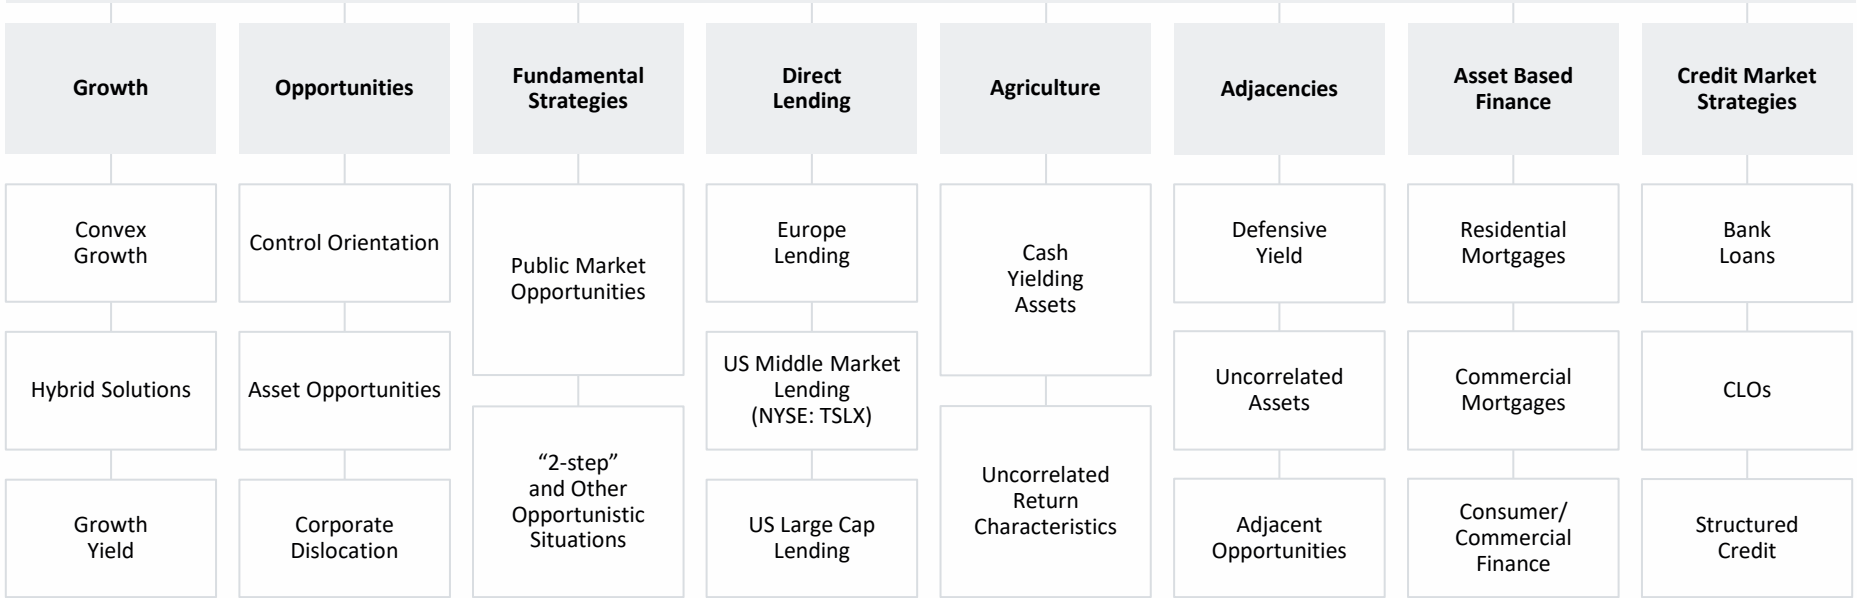 Growth
Convex
Growth
Hybrid Solutions
Growth
Yield
Opportunities
Control Orientation
Asset Opportunities
Corporate
Dislocation
Fundamental
Strategies
Public Market
Opportunities
“2-step”
and Other
Opportunistic
Situations
Direct
Lending
Europe
Lending
US Middle Market
Lending
(NYSE: TSLX)
US Large Cap
Lending
Agriculture
Cash
Yielding
Assets
Uncorrelated
Return
Characteristics
Adjacencies
Defensive
Yield
Uncorrelated
Assets
Adjacent
Opportunities
Asset Based
Finance
Residential
Mortgages
Commercial
Mortgages
Consumer/
Commercial
Finance
Credit Market
Strategies
Bank
Loans
CLOs
Structured
Credit